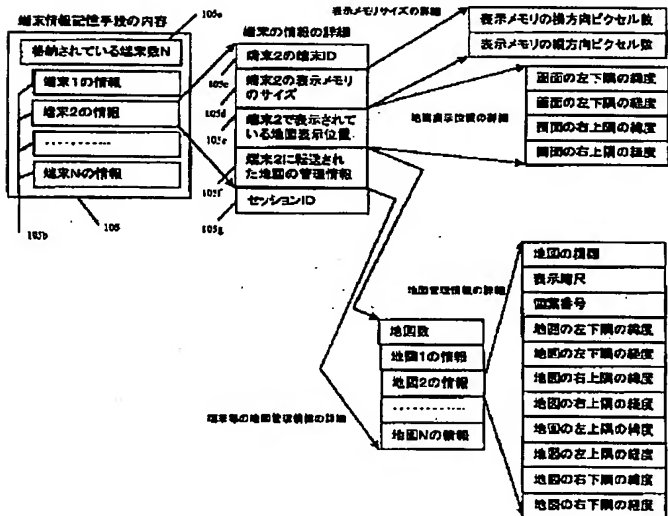 端末情報記憶手段の内容
105a
格納されている端末数N
端末1の情報
端末2の情報
端末Nの情報
105b
105
端末の情報の詳細
端末2の端末ID
105c
端末2の表示メモリ
のサイズ
105d
端末2で表示されて
いる地図表示位置
105e
端末2に転送され
た地図の管理情報
105f
セッションID
105g
表示メモリサイズの詳細
表示メモリの横方向ピクセル数
表示メモリの縦方向ピクセル数
地図表示位置の詳細
画面の左下隅の緯度
画面の左下隅の経度
画面の右上隅の緯度
画面の右上隅の経度
端末毎の地図管理情報の詳細
地図数
地図1の情報
地図2の情報
地図Nの情報
地図管理情報の詳細
地図の種類
表示縮尺
図葉番号
地図の左下隅の緯度
地図の左下隅の経度
地図の右上隅の緯度
地図の右上隅の経度
地図の左上隅の緯度
地図の左上隅の経度
地図の右下隅の緯度
地図の右下隅の経度